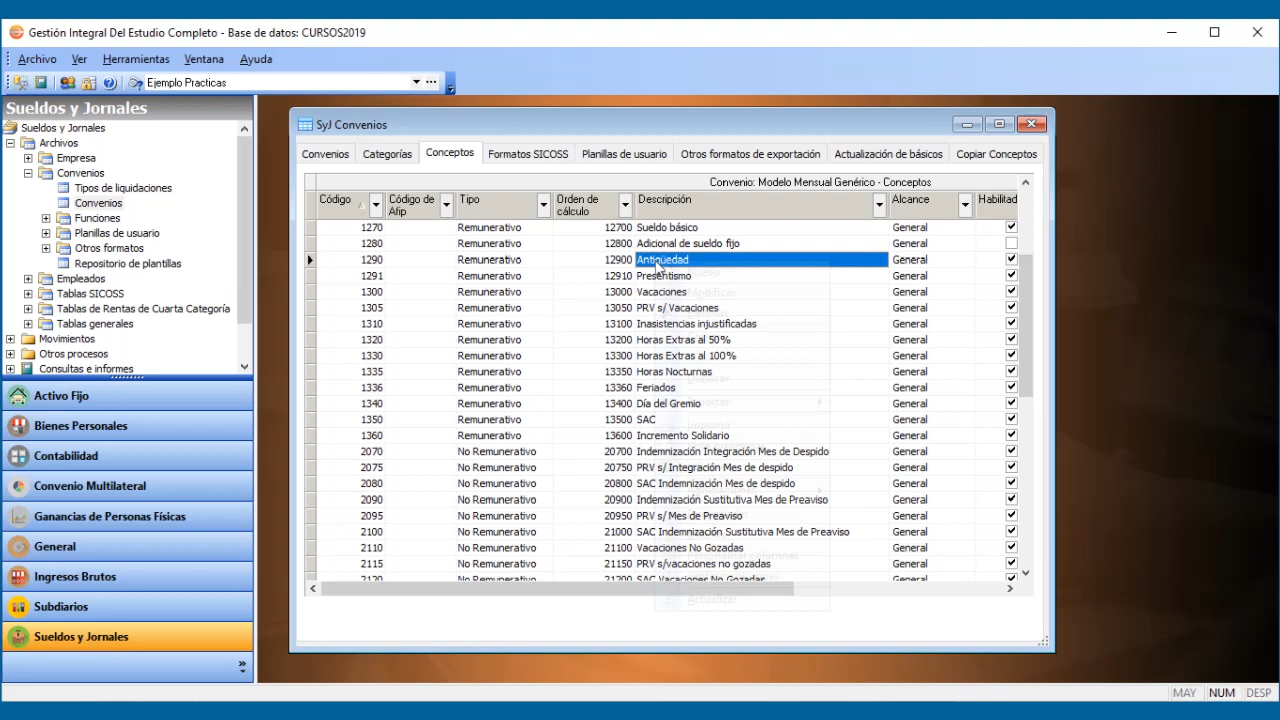 Gestión Integral Del Estudio Completo - Base de datos: CURSOS2019
Archivo Ver Herramientas Ventana Ayuda
Ejemplo Practicas
Sueldos y Jornales
Sueldos y Jornales
Archivos
Empresa
Convenios
Tipos de liquidaciones
Convenios
Funciones
Planillas de usuario
Otros formatos
Repositorio de plantillas
Empleados
Tablas SICOSS
Tablas de Rentas de Cuarta Categoría
Tablas generales
Movimientos
Otros procesos
Consultas e informes
Activo Fijo
Bienes Personales
Contabilidad
Convenio Multilateral
Ganancias de Personas Físicas
General
Ingresos Brutos
Subdiarios
Sueldos y Jornales
SyJ Convenios
Convenios Categorías Conceptos Formatos SICOSS Planillas de usuario Otros formatos de exportación Actualización de básicos Copiar Conceptos
Convenio: Modelo Mensual Genérico - Conceptos
Código Código de Afip Tipo Orden de cálculo Descripción Alcance Habilitad
1270 Remunerativo 12700 Sueldo básico General
1280 Remunerativo 12800 Adicional de sueldo fijo General
1290 Remunerativo 12900 Antigüedad General
1291 Remunerativo 12910 Presentismo General
1300 Remunerativo 13000 Vacaciones General
1305 Remunerativo 13050 PRV s/ Vacaciones General
1310 Remunerativo 13100 Inasistencias injustificadas General
1320 Remunerativo 13200 Horas Extras al 50% General
1330 Remunerativo 13300 Horas Extras al 100% General
1335 Remunerativo 13350 Horas Nocturnas General
1336 Remunerativo 13360 Feriados General
1340 Remunerativo 13400 Día del Gremio General
1350 Remunerativo 13500 SAC General
1360 Remunerativo 13600 Incremento Solidario General
2070 No Remunerativo 20700 Indemnización Integración Mes de Despido General
2075 No Remunerativo 20750 PRV s/ Integración Mes de despido General
2080 No Remunerativo 20800 SAC Indemnización Mes de despido General
2090 No Remunerativo 20900 Indemnización Sustitutiva Mes de Preaviso General
2095 No Remunerativo 20950 PRV s/ Mes de Preaviso General
2100 No Remunerativo 21000 SAC Indemnización Sustitutiva Mes de Preaviso General
2110 No Remunerativo 21100 Vacaciones No Gozadas General
2115 No Remunerativo 21150 PRV s/vacaciones no gozadas General
2120 No Remunerativo 21200 SAC Vacaciones No Gozadas General
Actualizar
MAY NUM DESP